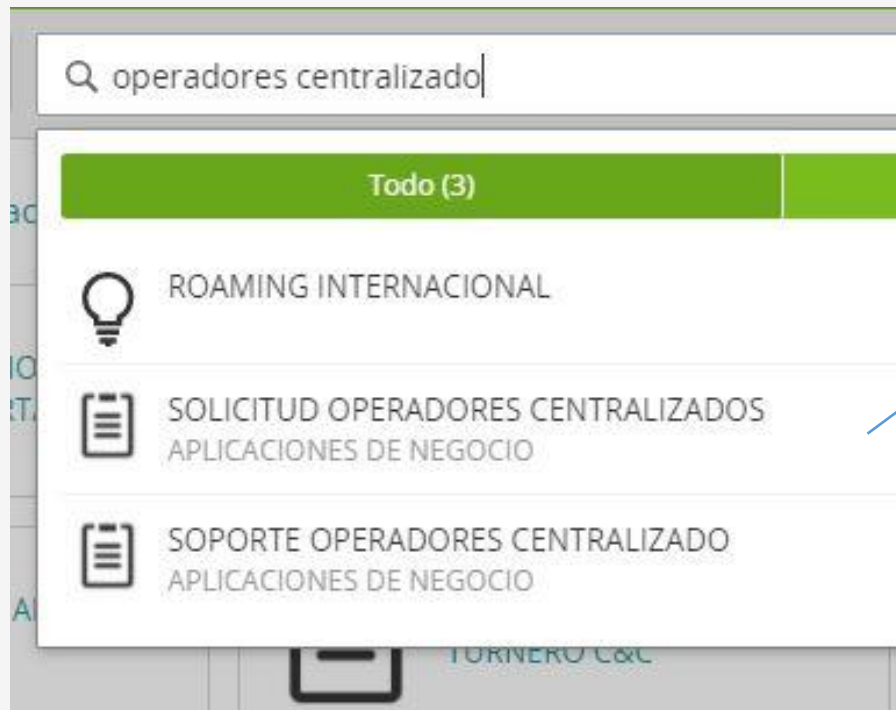 operadores centralizado
Todo (3)
ROAMING INTERNACIONAL
SOLICITUD OPERADORES CENTRALIZADOS
APLICACIONES DE NEGOCIO
SOPORTE OPERADORES CENTRALIZADO
APLICACIONES DE NEGOCIO
TURNERO C&C